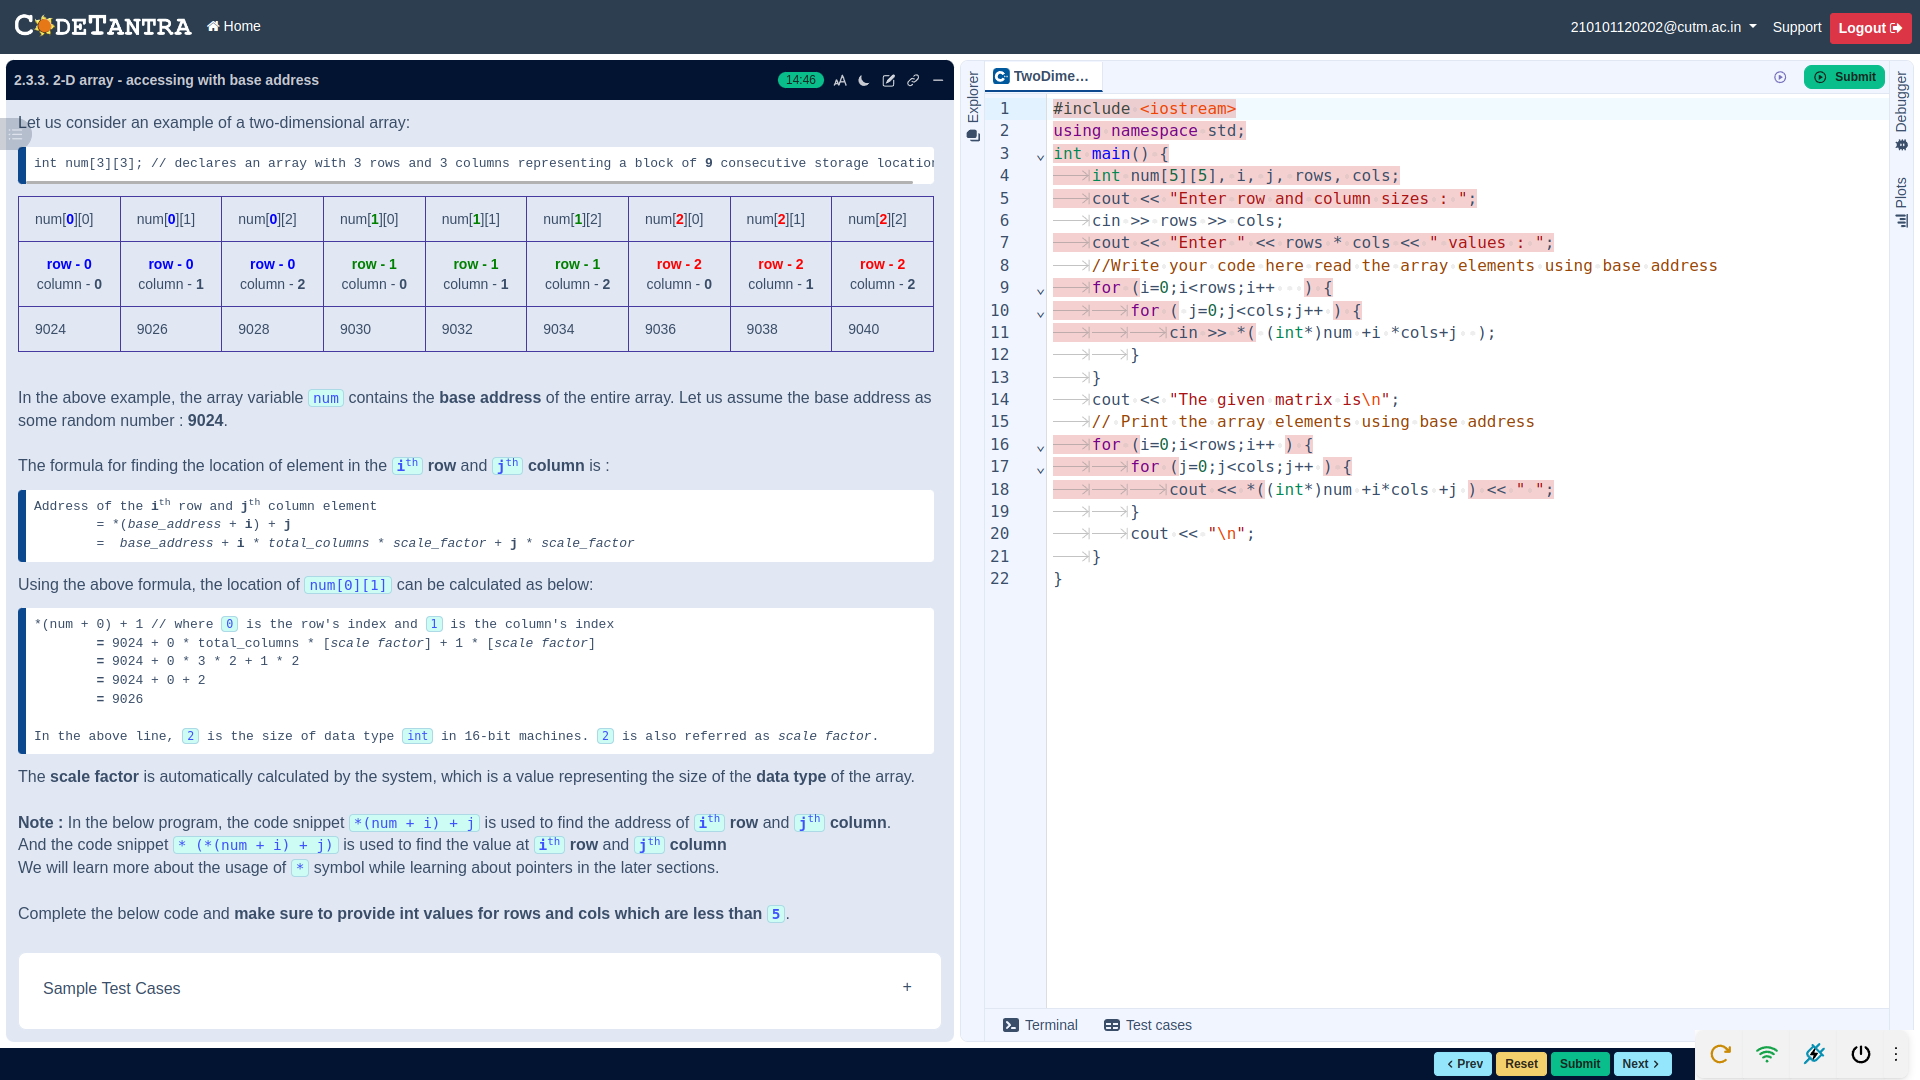 CODETANTRA Home
210101120202@cutm.ac.in Support Logout
2.3.3. 2-D array - accessing with base address 14:46
Let us consider an example of a two-dimensional array:
int num[3][3]; // declares an array with 3 rows and 3 columns representing a block of 9 consecutive storage location
num[0][0] num[0][1] num[0][2] num[1][0] num[1][1] num[1][2] num[2][0] num[2][1] num[2][2]
row - 0 row - 0 row - 0 row - 1 row - 1 row - 1 row - 2 row - 2 row - 2
column - 0 column - 1 column - 2 column - 0 column - 1 column - 2 column - 0 column - 1 column - 2
9024 9026 9028 9030 9032 9034 9036 9038 9040
In the above example, the array variable num contains the base address of the entire array. Let us assume the base address as
some random number : 9024.
The formula for finding the location of element in the ith row and jth column is :
Address of the ith row and jth column element
= *(base_address + i) + j
= base_address + i * total_columns * scale_factor + j * scale_factor
Using the above formula, the location of num[0][1] can be calculated as below:
*(num + 0) + 1 // where 0 is the row's index and 1 is the column's index
= 9024 + 0 * total_columns * [scale factor] + 1 * [scale factor]
= 9024 + 0 * 3 * 2 + 1 * 2
= 9024 + 0 + 2
= 9026
In the above line, 2 is the size of data type int in 16-bit machines. 2 is also referred as scale factor.
The scale factor is automatically calculated by the system, which is a value representing the size of the data type of the array.
Note : In the below program, the code snippet *(num + i) + j is used to find the address of ith row and jth column.
And the code snippet * (*(num + i) + j) is used to find the value at ith row and jth column
We will learn more about the usage of * symbol while learning about pointers in the later sections.
Complete the below code and make sure to provide int values for rows and cols which are less than 5.
Sample Test Cases +
Explorer
TwoDime... Submit
1 #include <iostream>
2 using namespace std;
3 int main() {
4 int num[5][5], i, j, rows, cols;
5 cout << "Enter row and column sizes : ";
6 cin >> rows >> cols;
7 cout << "Enter " << rows * cols << " values : ";
8 //Write your code here read the array elements using base address
9 for (i=0;i<rows;i++ ) {
10 for ( j=0;j<cols;j++ ) {
11 cin >> *( (int*)num +i *cols+j );
12 }
13 }
14 cout << "The given matrix is\n";
15 // Print the array elements using base address
16 for (i=0;i<rows;i++ ) {
17 for (j=0;j<cols;j++ ) {
18 cout << *((int*)num +i*cols +j ) << " ";
19 }
20 cout << "\n";
21 }
22 }
Debugger
Plots
Terminal Test cases
Prev Reset Submit Next